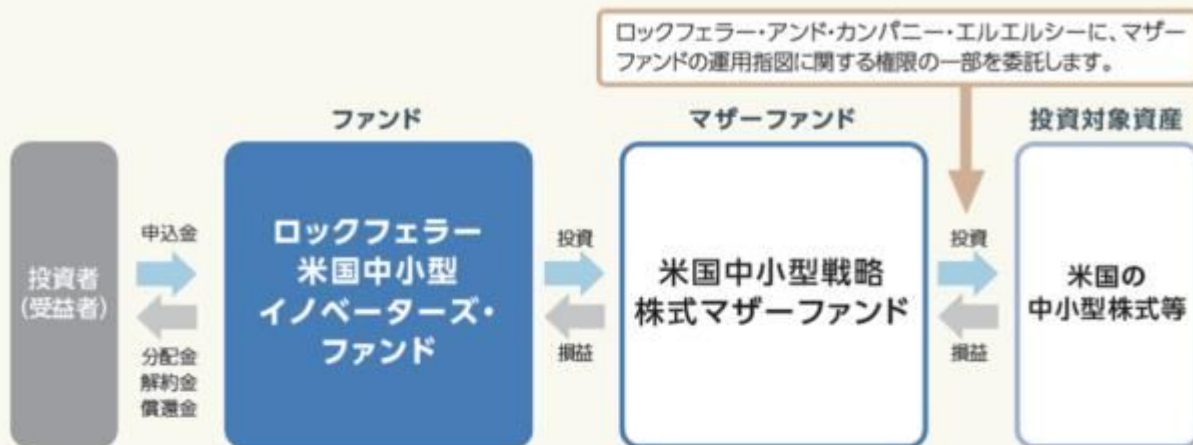 ロックフェラー・アンド・カンパニー・エルエルシーに、マザー
ファンドの運用指図に関する権限の一部を委託します。
ファンド
マザーファンド
投資対象資産
投資者
(受益者)
申込金
分配金
解約金
償還金
ロックフェラー
米国中小型
イノベーターズ・
ファンド
投資
損益
米国中小型戦略
株式マザーファンド
投資
損益
米国の
中小型株式等